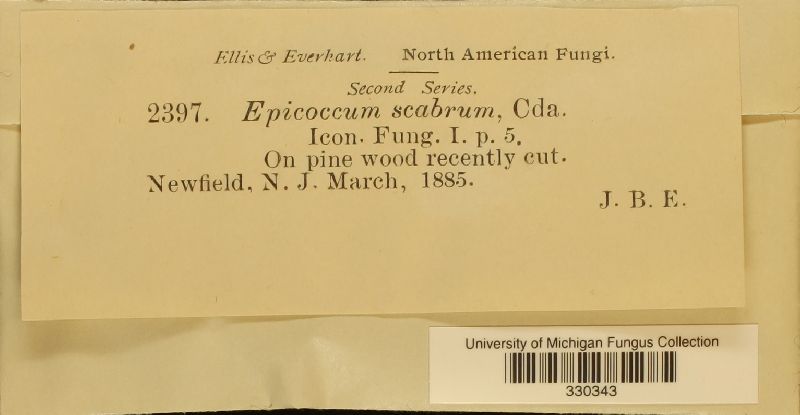 Ellis & Everhart. North American Fungi.
Second Series.
2397. Epicoccum scabrum, Cda.
Icon. Fung. I. p. 5.
On pine wood recently cut.
Newfield, N. J. March, 1885.
J. B. E.
University of Michigan Fungus Collection
330343